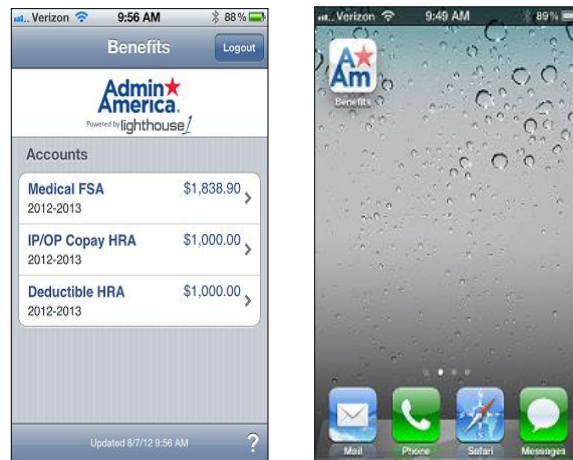 Verizon 9:56 AM 88%
Benefits Logout
Admin
America.
Powered by lighthouse1
Accounts
Medical FSA $1,838.90
2012-2013
IP/OP Copay HRA $1,000.00
2012-2013
Deductible HRA $1,000.00
2012-2013
Updated 8/7/12 9:56 AM ?
Verizon 9:49 AM 89%
A
Am
Benefits
Mail Phone Safari Messages